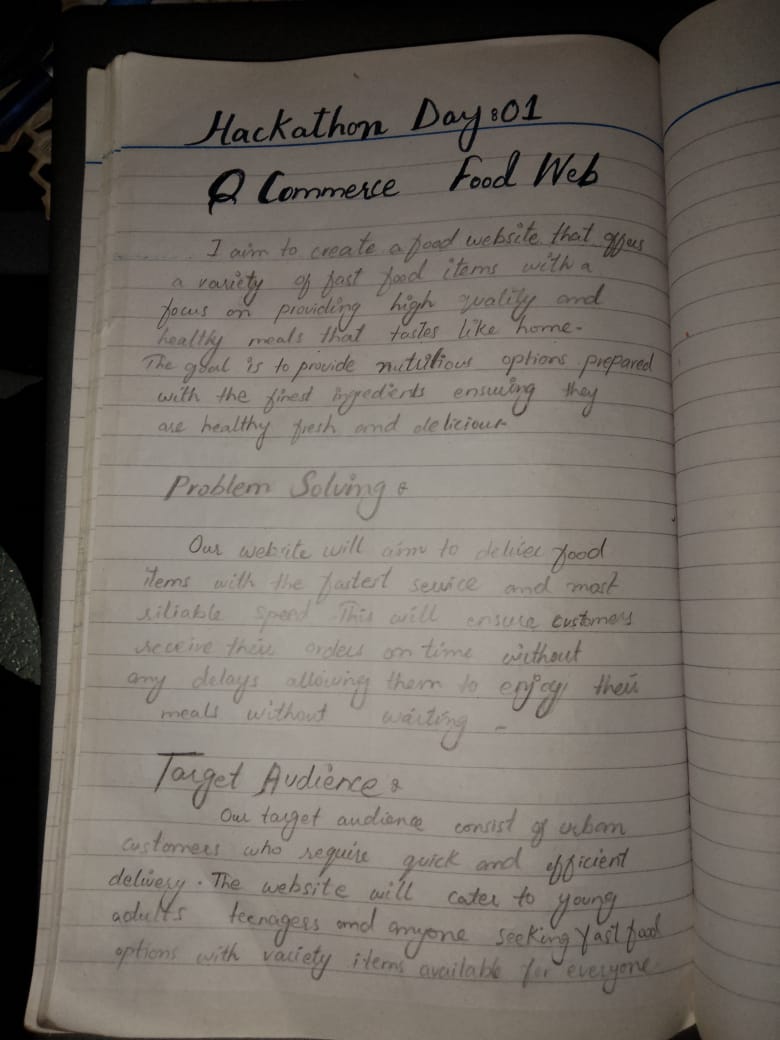 Hackathon Day:01
Q Commerce Food Web
I aim to create a food website that offers
a variety of fast food items with a
focus on providing high quality and
healthy meals that tastes like home.
The goal is to provide nutritious options prepared
with the finest ingredients ensuring they
are healthy fresh and delicious
Problem Solving:
Our website will aim to deliver food
items with the fastest service and most
riliable speed This will ensure customers
receive their orders on time without
any delays allowing them to enjoy their
meals without waiting -
Target Audience:
Our target audience consist of urban
customers who require quick and efficient
delivery. The website will cater to young
adults teenagers and anyone seeking fast food
options with variety items available for everyone.